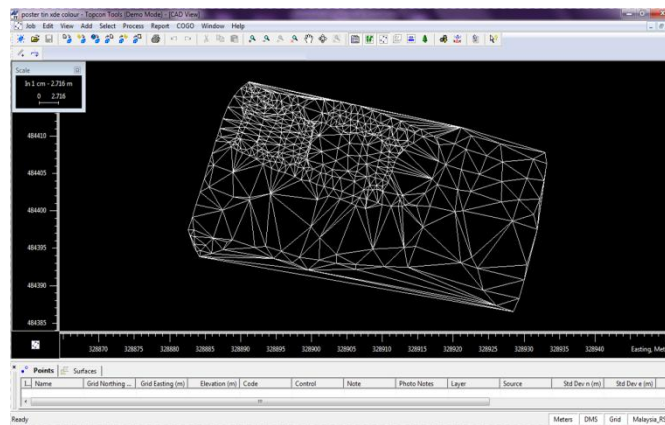 poster tin xde colour - Topcon Tools [Demo Mode] - [CAD View]
Job Edit View Add Select Process Report COGO Window Help
Scale
In 1 cm - 2.716 m
0 2.716
484410
484405
484400
484395
484390
484385
328870 328875 328880 328885 328890 328895 328900 328905 328910 328915 328920 328925 328930 328935 328940 Easting, Met
Points Surfaces
Name Grid Northing ... Grid Easting (m) Elevation (m) Code Control Note Photo Notes Layer Source Std Dev n (m) Std Dev e (m)
Ready Meters DMS Grid Malaysia_RS